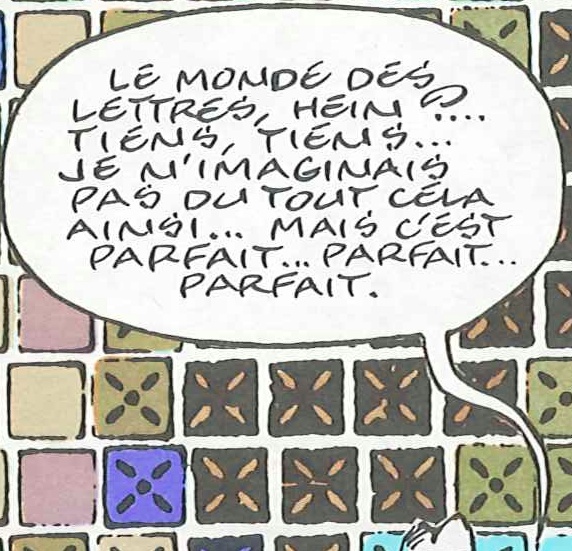 LE MONDE DES
LETTRES, HEIN ?....
TIENS, TIENS...
JE N'IMAGINAIS
PAS DU TOUT CELA
AINSI... MAIS C'EST
PARFAIT... PARFAIT...
PARFAIT.